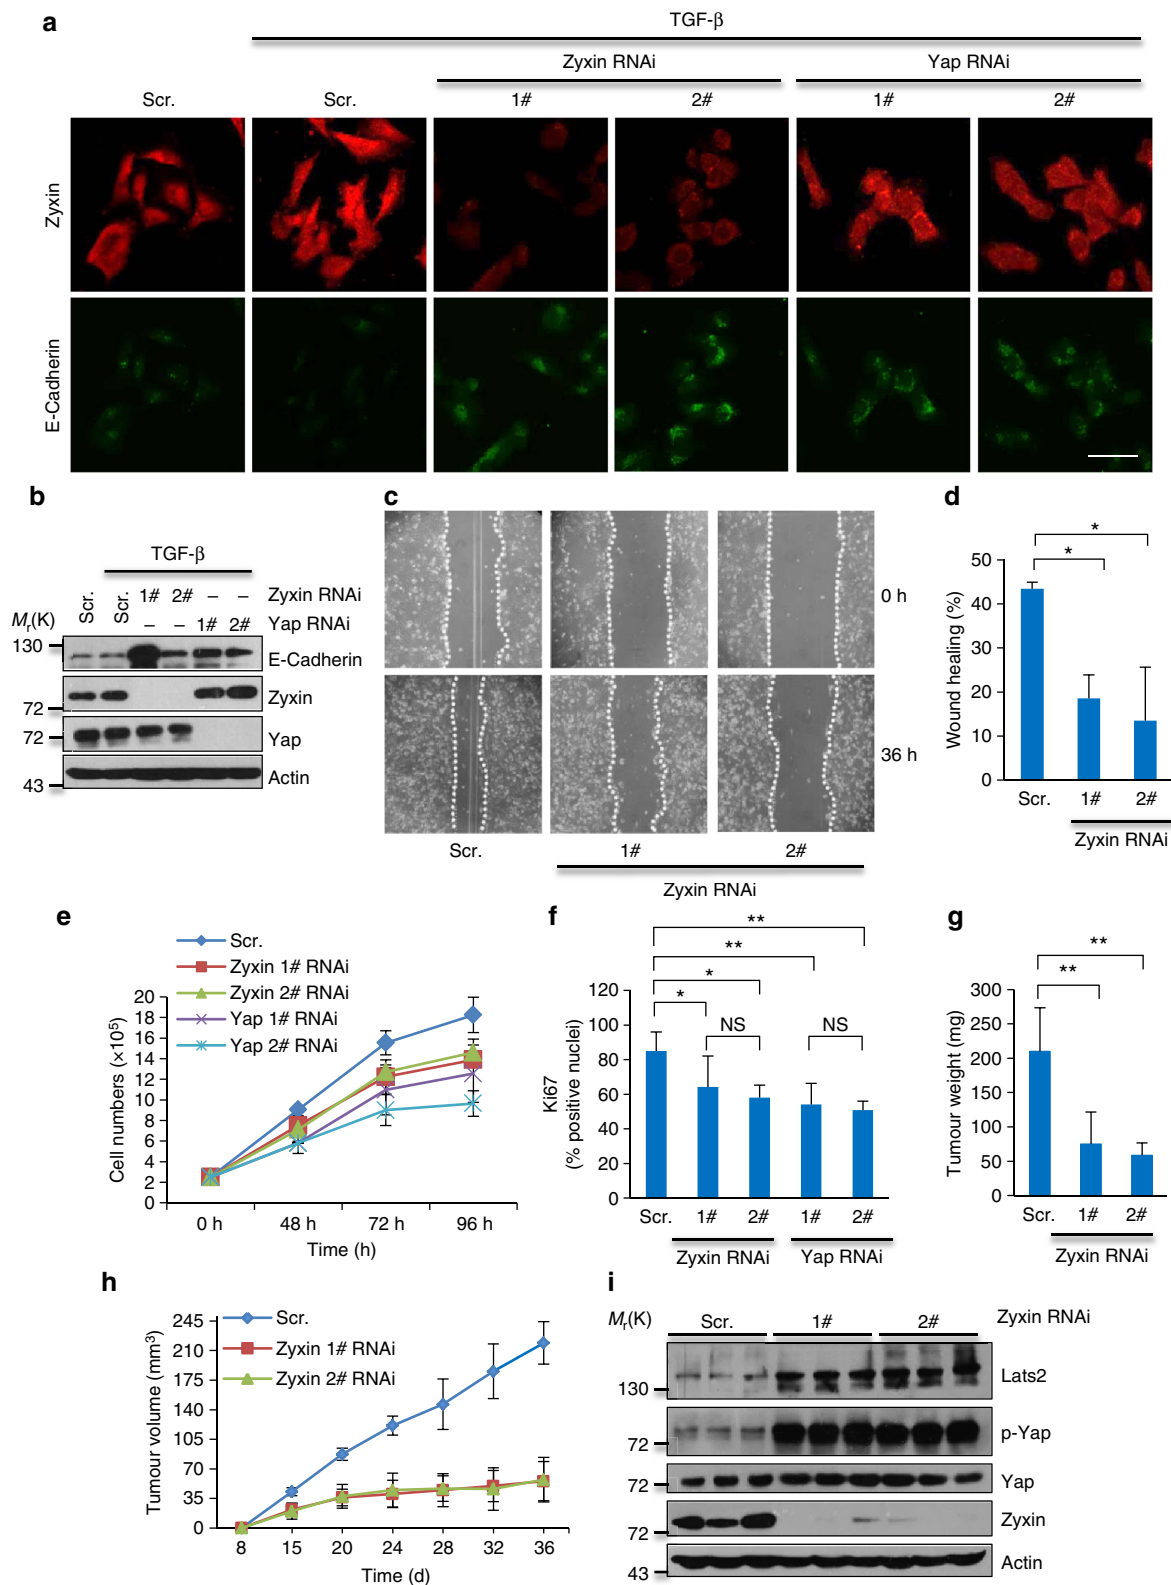 a
TGF-β
Zyxin RNAi
Yap RNAi
Scr.
Scr.
1#
2#
1#
2#
Zyxin
E-Cadherin
b
TGF-β
Scr.
Scr.
1# 2# – – Zyxin RNAi
– – 1# 2# Yap RNAi
Mr(K)
130
E-Cadherin
Zyxin
72
72
Yap
Actin
43
c
0 h
36 h
Scr.
1#
2#
Zyxin RNAi
d
*
*
Wound healing (%)
50
40
30
20
10
0
Scr.
1#
2#
Zyxin RNAi
e
Scr.
Zyxin 1# RNAi
Zyxin 2# RNAi
Yap 1# RNAi
Yap 2# RNAi
Cell numbers (×10⁵)
20
18
16
14
12
10
8
6
4
2
0
0 h
48 h
72 h
96 h
Time (h)
f
**
**
*
*
NS
NS
Ki67
(% positive nuclei)
120
100
80
60
40
20
0
Scr.
1#
2#
1#
2#
Zyxin RNAi
Yap RNAi
g
**
**
Tumour weight (mg)
300
250
200
150
100
50
0
Scr.
1#
2#
Zyxin RNAi
h
Scr.
Zyxin 1# RNAi
Zyxin 2# RNAi
Tumour volume (mm³)
245
210
175
140
105
70
35
0
8
15
20
24
28
32
36
Time (d)
i
Mr(K)
Scr.
1#
2#
Zyxin RNAi
Lats2
130
p-Yap
72
Yap
72
Zyxin
72
Actin
43